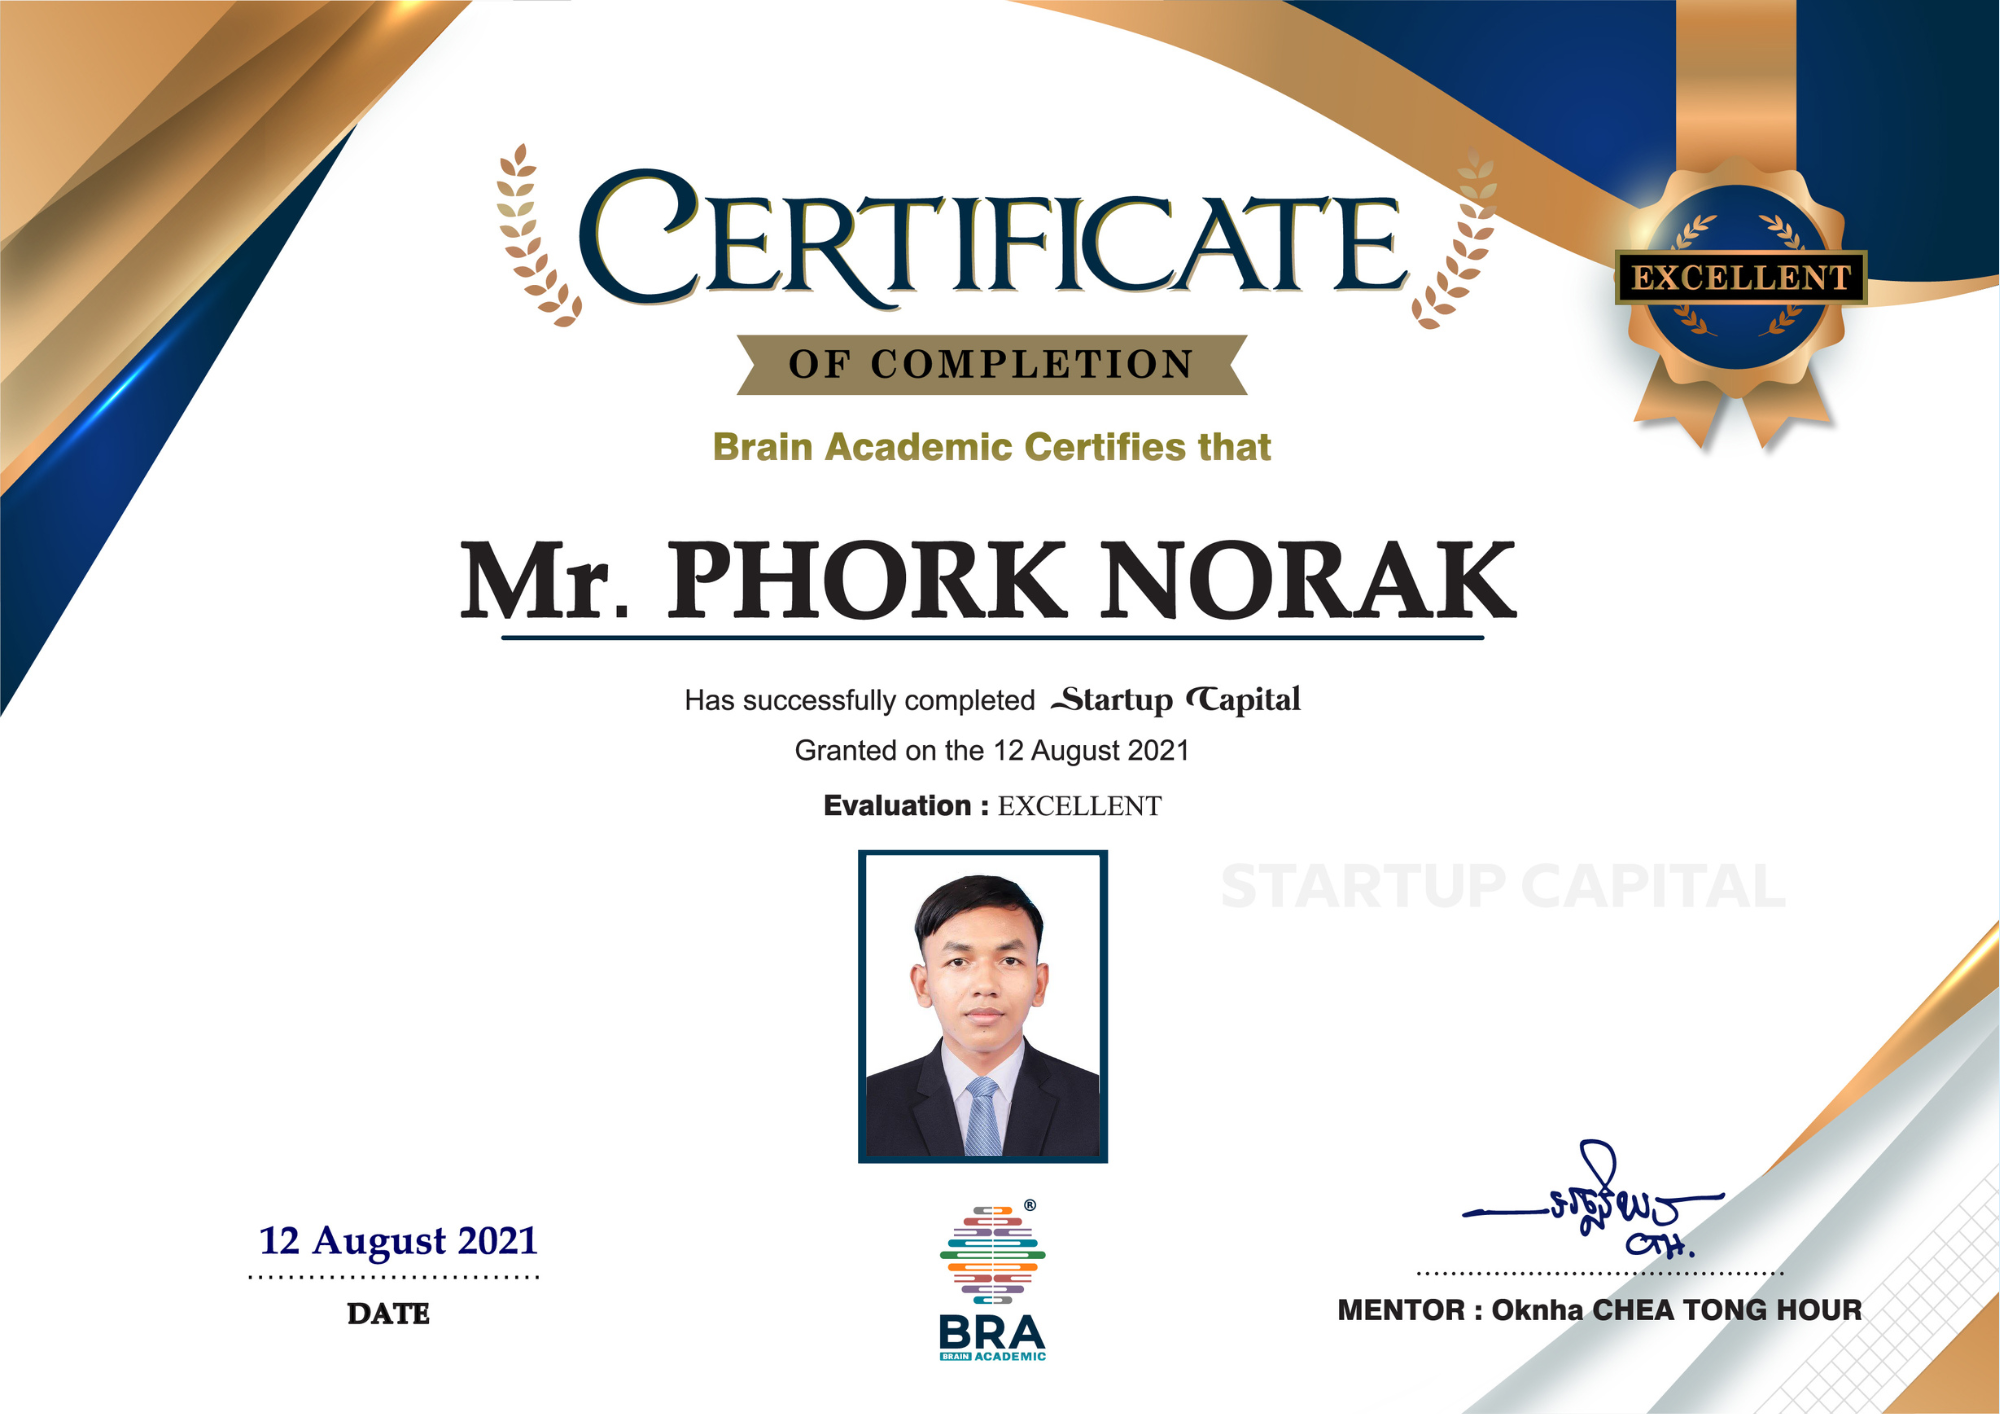 CERTIFICATE
OF COMPLETION
EXCELLENT
Brain Academic Certifies that
Mr. PHORK NORAK
Has successfully completed Startup Capital
Granted on the 12 August 2021
Evaluation : EXCELLENT
STARTUP CAPITAL
12 August 2021
DATE
®
BRA
BRAIN ACADEMIC
CTH.
MENTOR : Oknha CHEA TONG HOUR